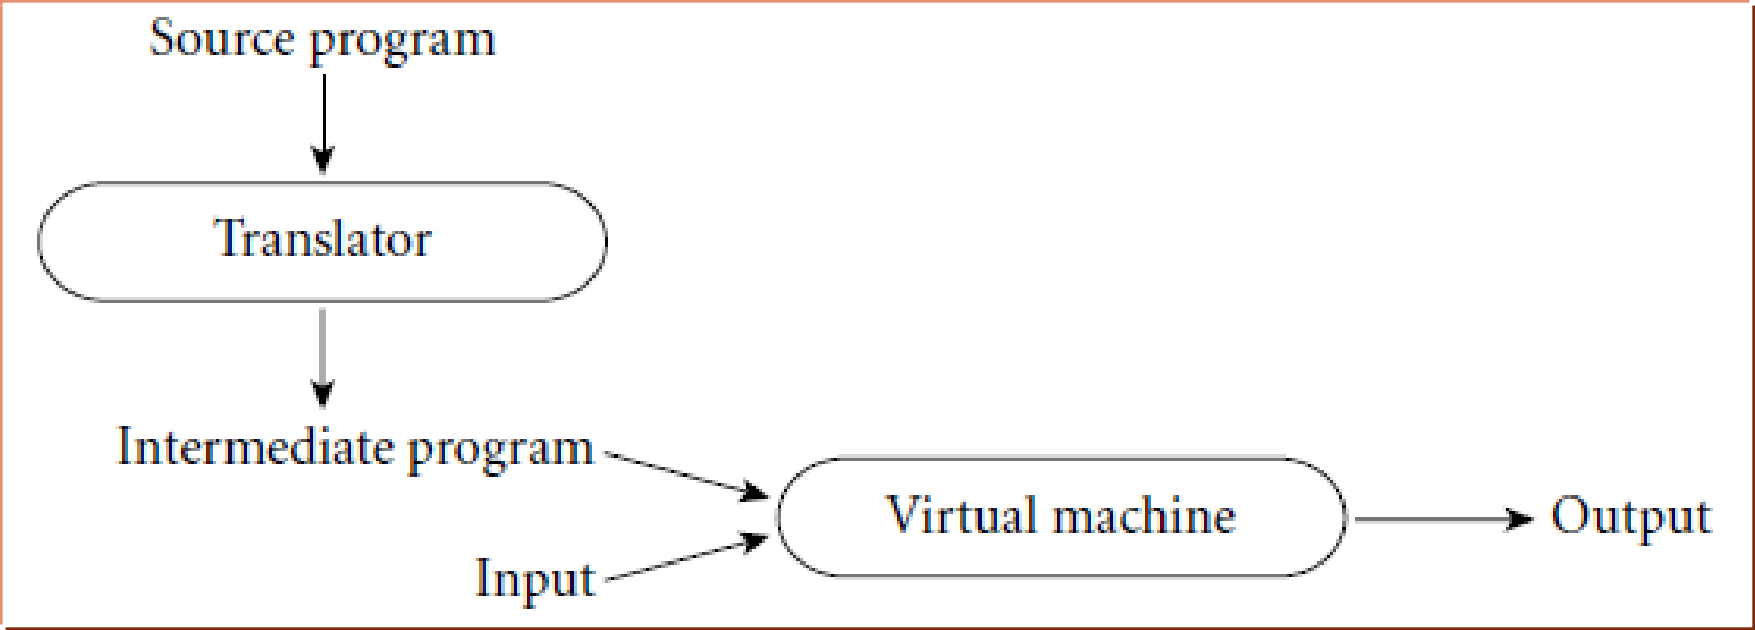 Source program
Translator
Intermediate program
Virtual machine
Output
Input